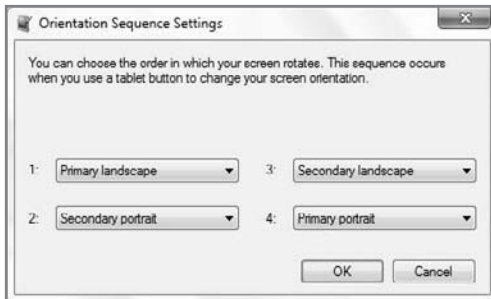 Orientation Sequence Settings
You can choose the order in which your screen rotates. This sequence occurs
when you use a tablet button to change your screen orientation.
1: Primary landscape 3: Secondary landscape
2: Secondary portrait 4: Primary portrait
OK Cancel